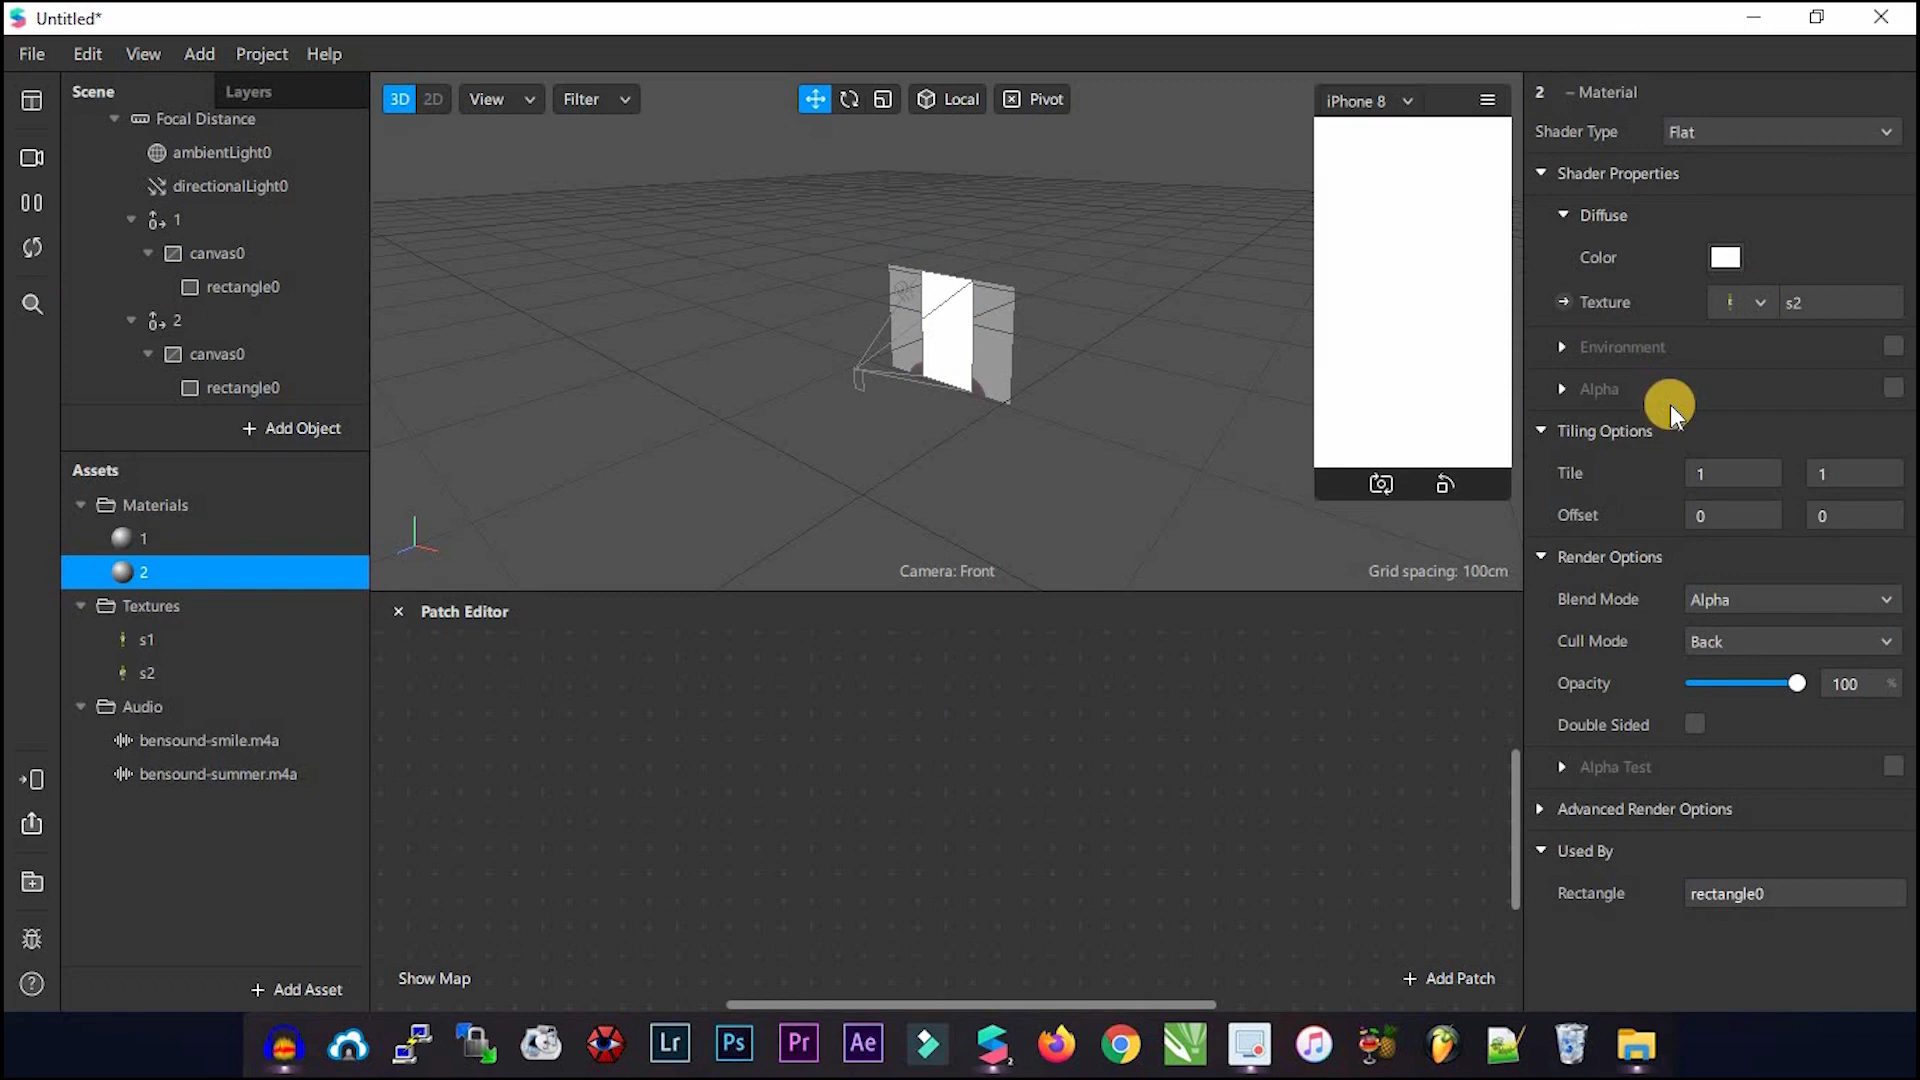 Untitled*
File Edit View Add Project Help
Scene Layers
Focal Distance
ambientLight0
directionalLight0
1
canvas0
rectangle0
2
canvas0
rectangle0
+ Add Object
Assets
Materials
1
2
Textures
s1
s2
Audio
bensound-smile.m4a
bensound-summer.m4a
+ Add Asset
3D 2D View Filter Local Pivot
iPhone 8
Camera: Front
Grid spacing: 100cm
Patch Editor
Show Map
+ Add Patch
2 – Material
Shader Type Flat
Shader Properties
Diffuse
Color
Texture s2
Environment
Alpha
Tiling Options
Tile 1 1
Offset 0 0
Render Options
Blend Mode Alpha
Cull Mode Back
Opacity 100 %
Double Sided
Alpha Test
Advanced Render Options
Used By
Rectangle rectangle0
Lr Ps Pr Ae 2